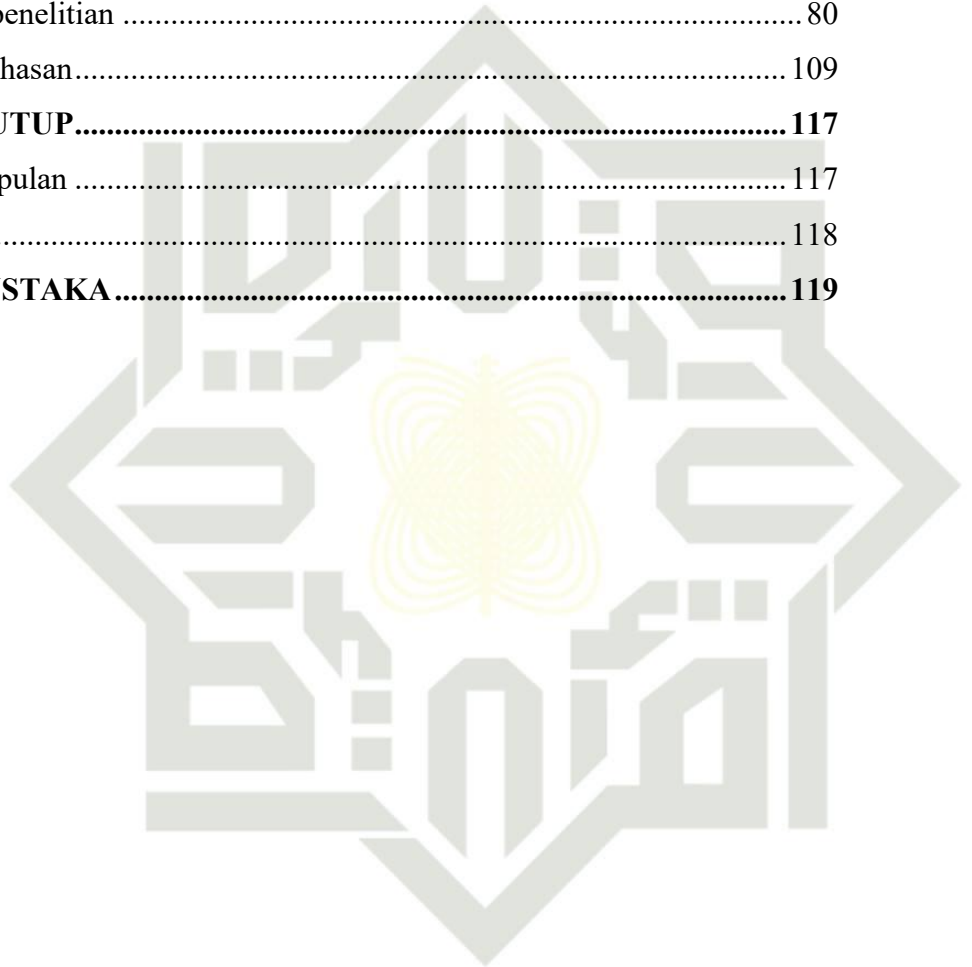 penelitian ........................................................................................ 80
hasan............................................................................................ 109
UTUP............................................................................................ 117
pulan ............................................................................................ 117
..................................................................................................... 118
STAKA......................................................................................... 119